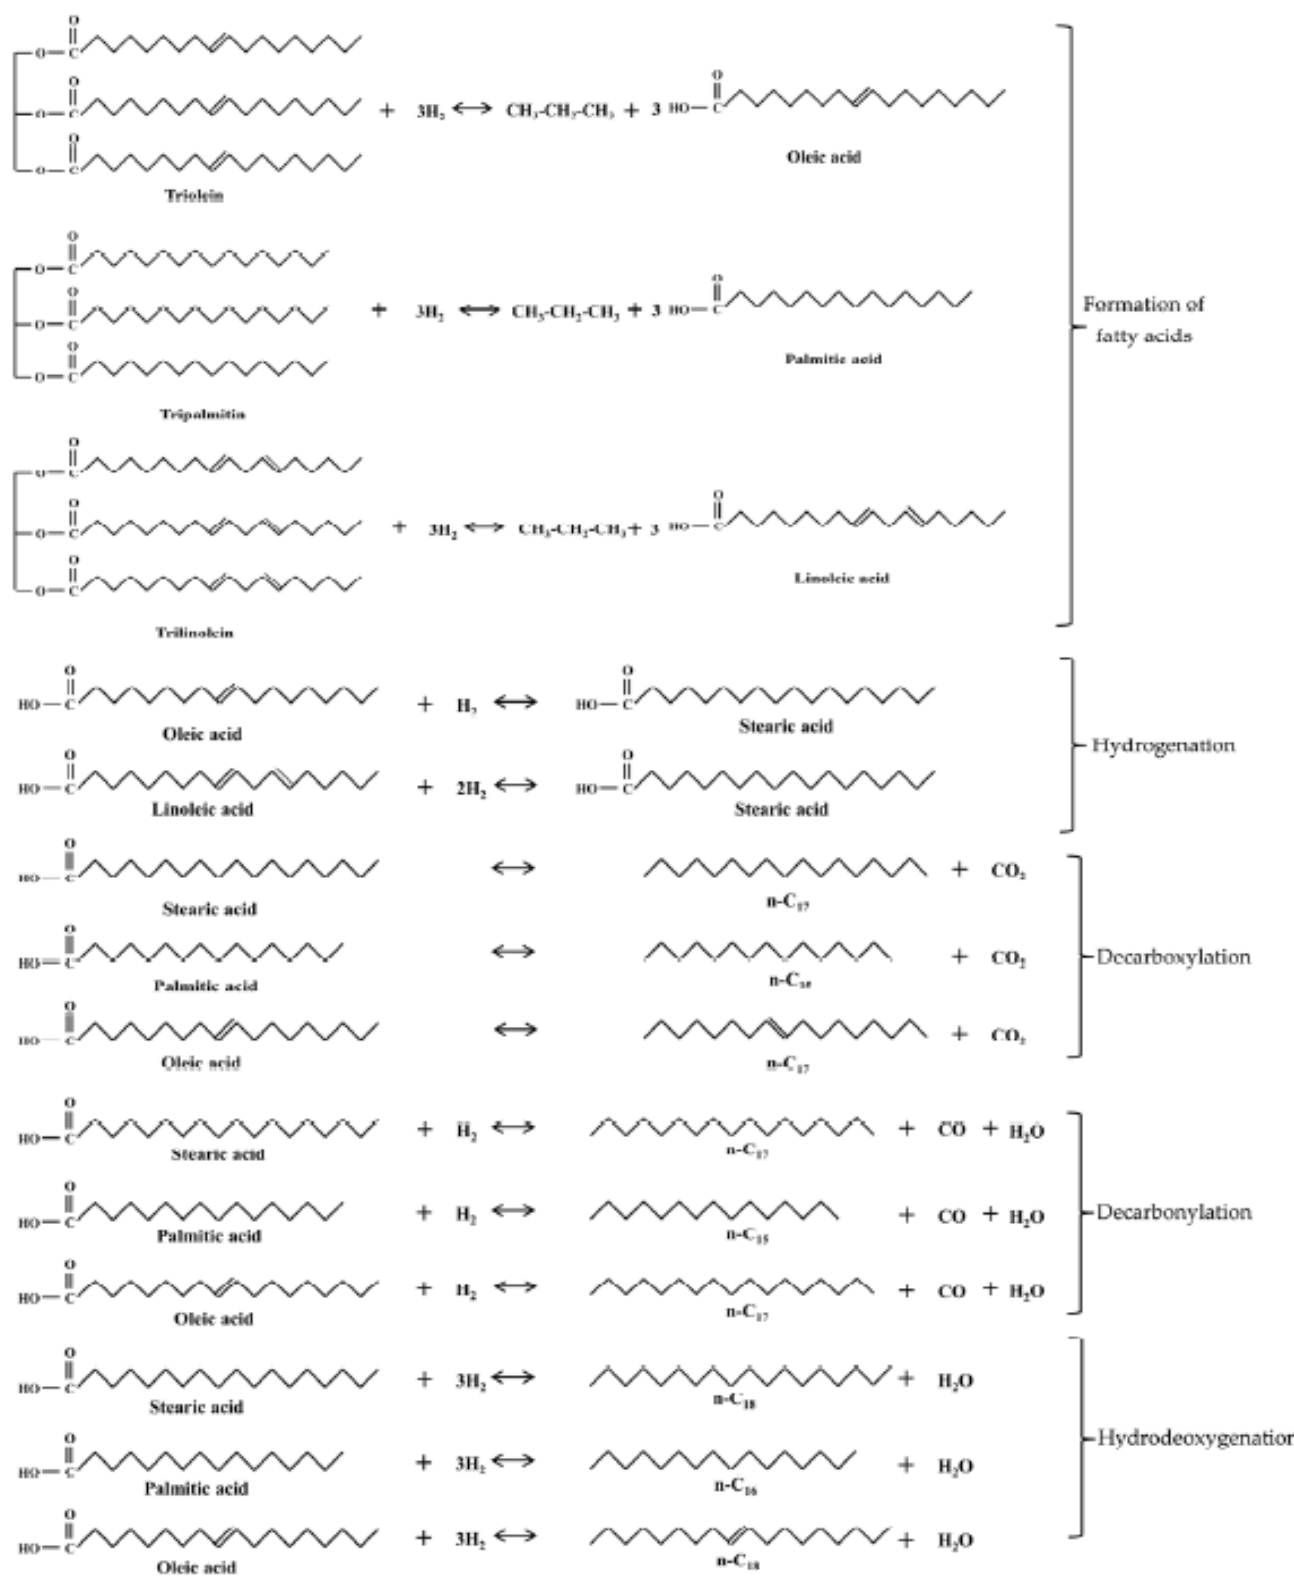 O
O—C
O
O—C + 3H₂ ⟷ CH₃-CH₂-CH₃ + 3 HO—C
O
Oleic acid
O
O—C
Triolein
O
O—C
O
O—C + 3H₂ ⟷ CH₃-CH₂-CH₃ + 3 HO—C
O
Palmitic acid
O
O—C
Tripalmitin
Formation of
fatty acids
O
O—C
O
O—C + 3H₂ ⟷ CH₃-CH₂-CH₃ + 3 HO—C
O
Linoleic acid
O
O—C
Trilinolein
O O
HO—C + H₂ ⟷ HO—C
Oleic acid Stearic acid
Hydrogenation
O O
HO—C + 2H₂ ⟷ HO—C
Linoleic acid Stearic acid
O
HO—C ⟷ + CO₂
Stearic acid n-C₁₇
O
HO—C ⟷ + CO₂
Palmitic acid
Decarboxylation
O
HO—C ⟷ + CO₂
Oleic acid n-C₁₇
O
HO—C + H₂ ⟷ + CO + H₂O
Stearic acid n-C₁₇
O
HO—C + H₂ ⟷ + CO + H₂O
Palmitic acid n-C₁₅
Decarbonylation
O
HO—C + H₂ ⟷ + CO + H₂O
Oleic acid n-C₁₇
O
HO—C + 3H₂ ⟷ + H₂O
Stearic acid n-C₁₈
Hydrodeoxygenation
O
HO—C + 3H₂ ⟷ + H₂O
Palmitic acid n-C₁₆
O
HO—C + 3H₂ ⟷ + H₂O
Oleic acid n-C₁₈